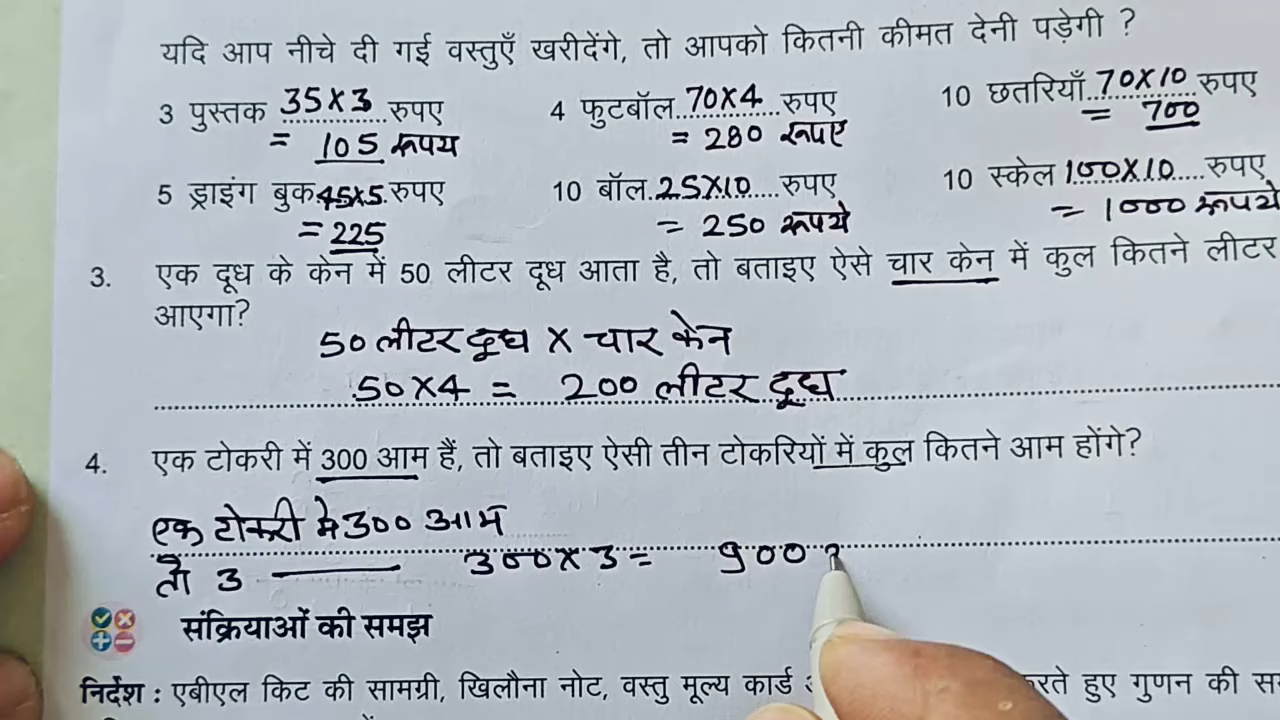 यदि आप नीचे दी गई वस्तुएँ खरीदेंगे, तो आपको कितनी कीमत देनी पड़ेगी ?
3 पुस्तक 35X3 रुपए 4 फुटबॉल 70X4 रुपए 10 छतरियाँ 70X10 रुपए
= 105 रूपय = 280 रूपए = 700
5 ड्राइंग बुक 45X5 रुपए 10 बॉल 25X10 रुपए 10 स्केल 100X10 रुपए
= 225 = 250 रूपये = 1000 रूपये
3. एक दूध के केन में 50 लीटर दूध आता है, तो बताइए ऐसे चार केन में कुल कितने लीटर
आएगा?
50 लीटर दूध X चार केन
50X4 = 200 लीटर दूध
4. एक टोकरी में 300 आम हैं, तो बताइए ऐसी तीन टोकरियों में कुल कितने आम होंगे?
एक टोकरी मे 300 आम
तो 3 300X3= 900
संक्रियाओं की समझ
निर्देश : एबीएल किट की सामग्री, खिलौना नोट, वस्तु मूल्य कार्ड करते हुए गुणन की